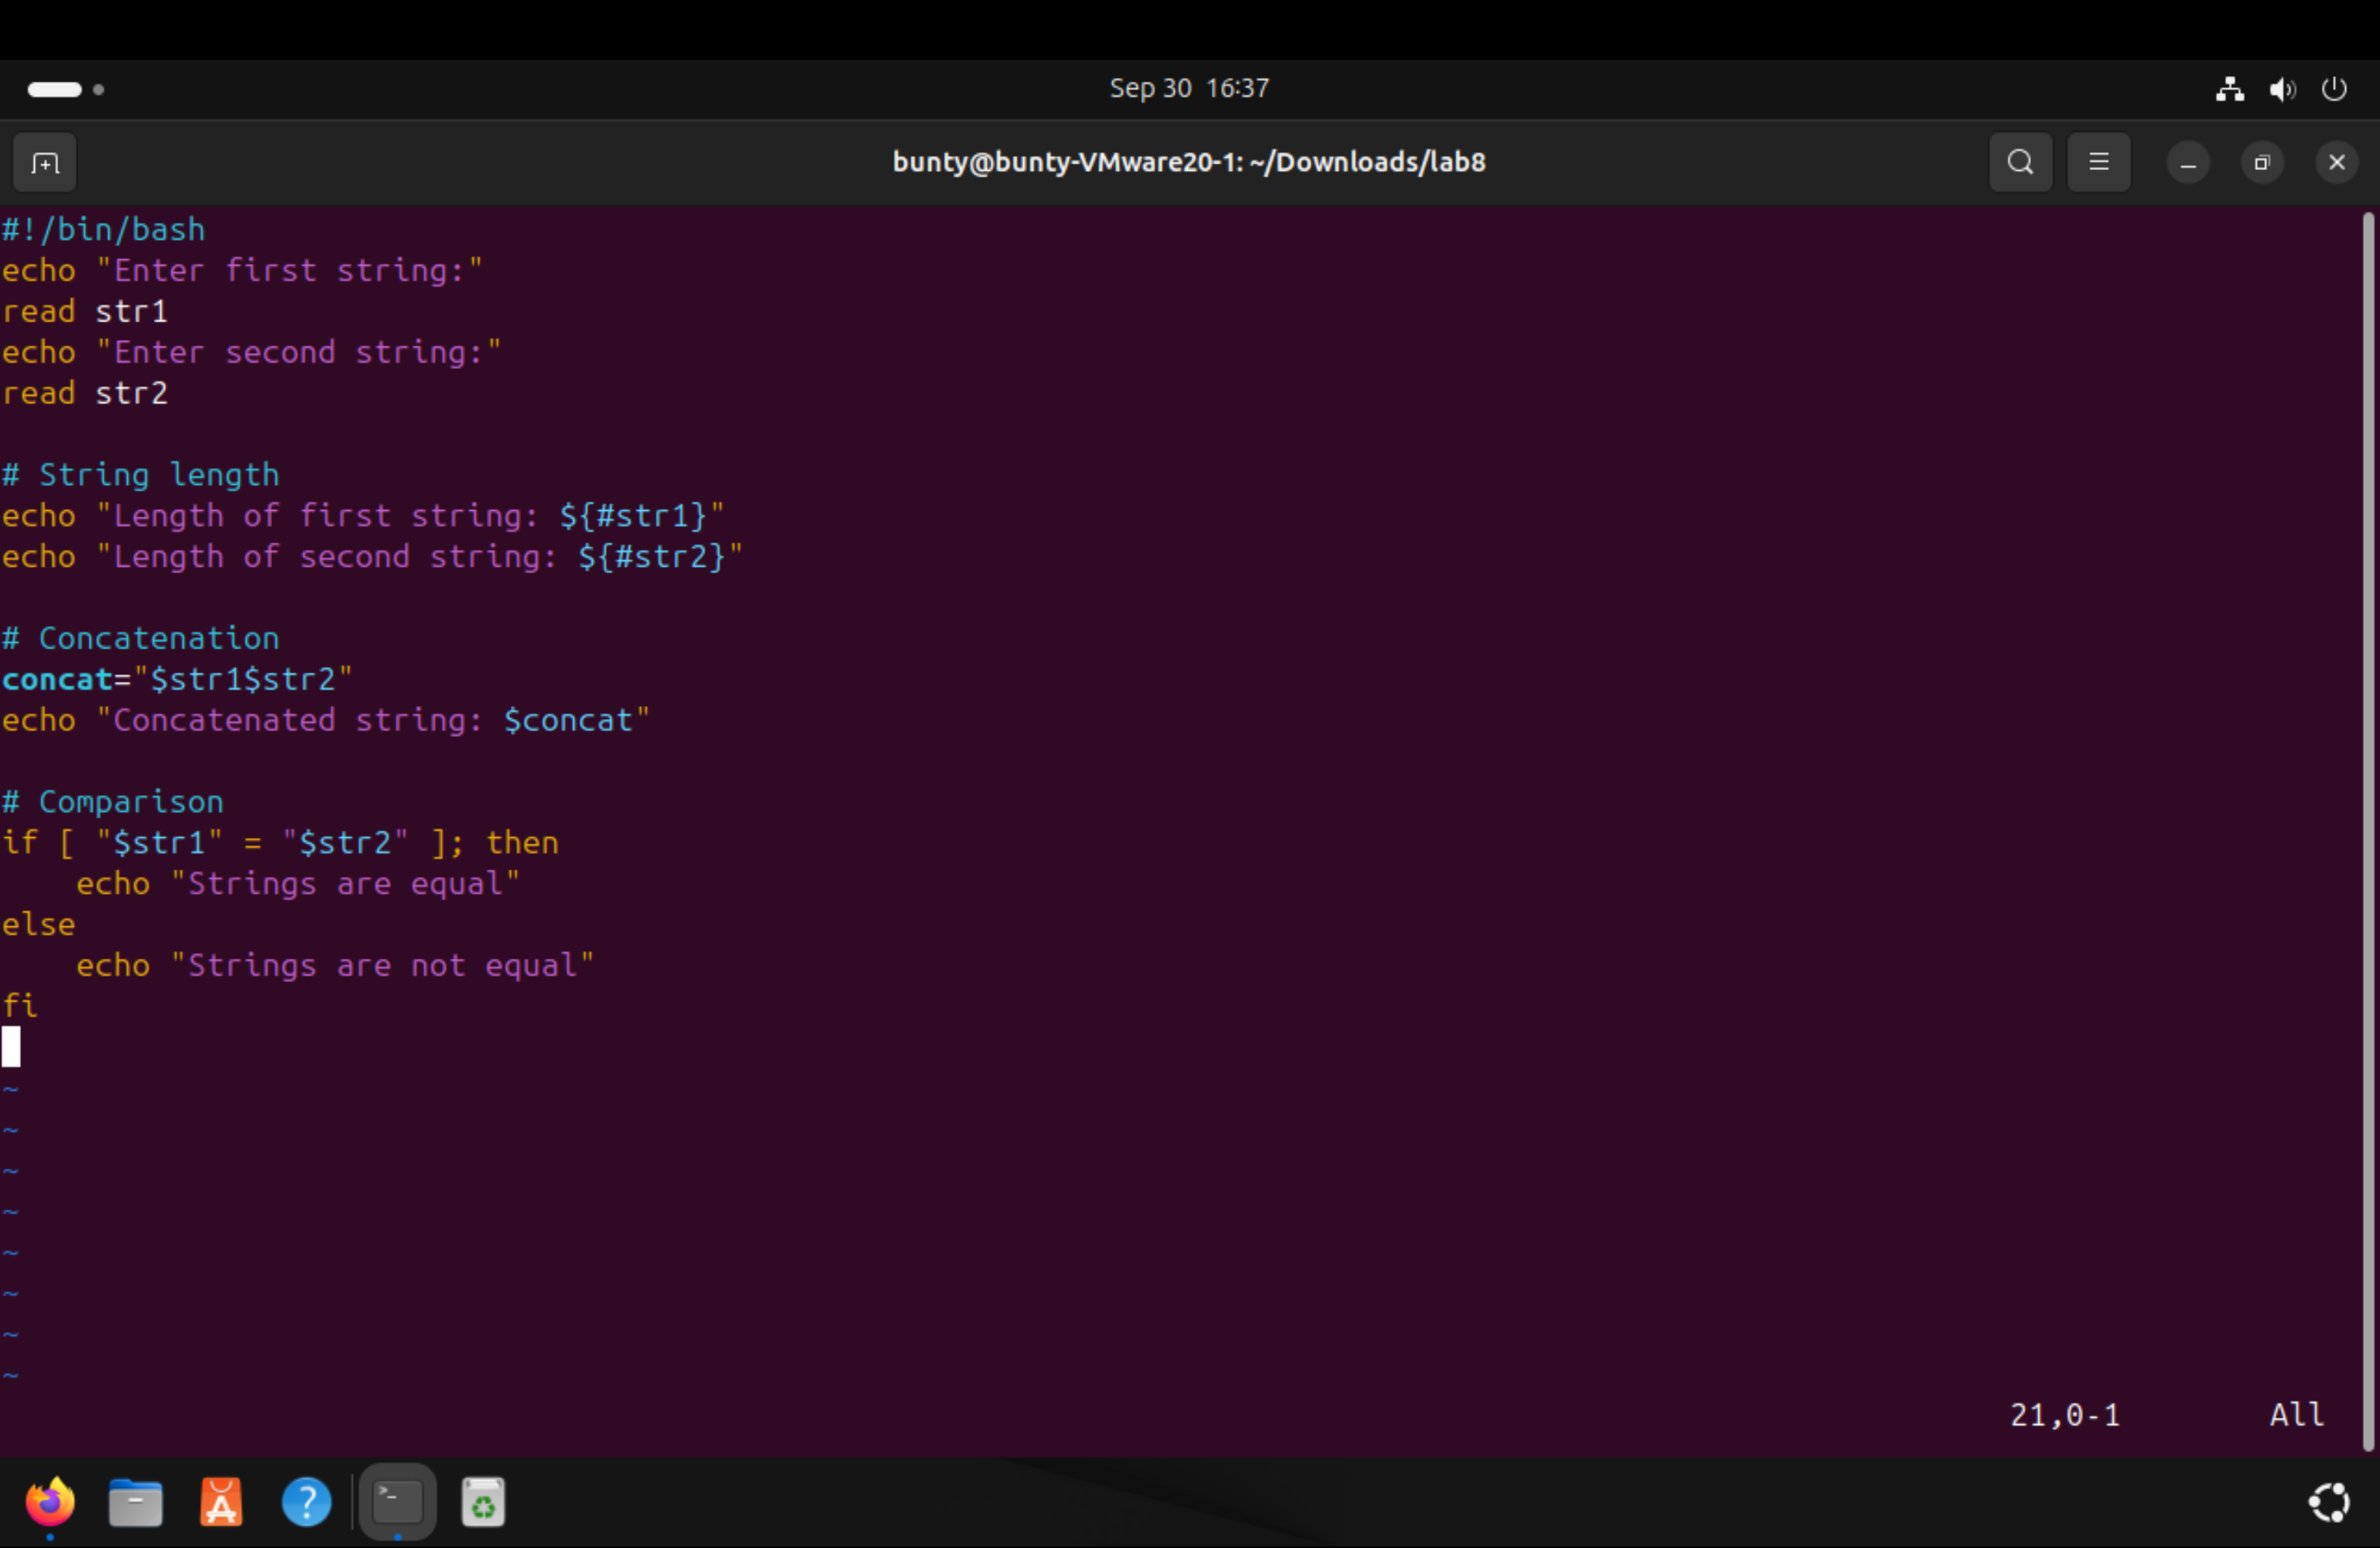 Sep 30 16:37
bunty@bunty-VMware20-1: ~/Downloads/lab8
#!/bin/bash
echo "Enter first string:"
read str1
echo "Enter second string:"
read str2

# String length
echo "Length of first string: ${#str1}"
echo "Length of second string: ${#str2}"

# Concatenation
concat="$str1$str2"
echo "Concatenated string: $concat"

# Comparison
if [ "$str1" = "$str2" ]; then
    echo "Strings are equal"
else
    echo "Strings are not equal"
fi

~
~
~
~
~
~
~
~
21,0-1 All